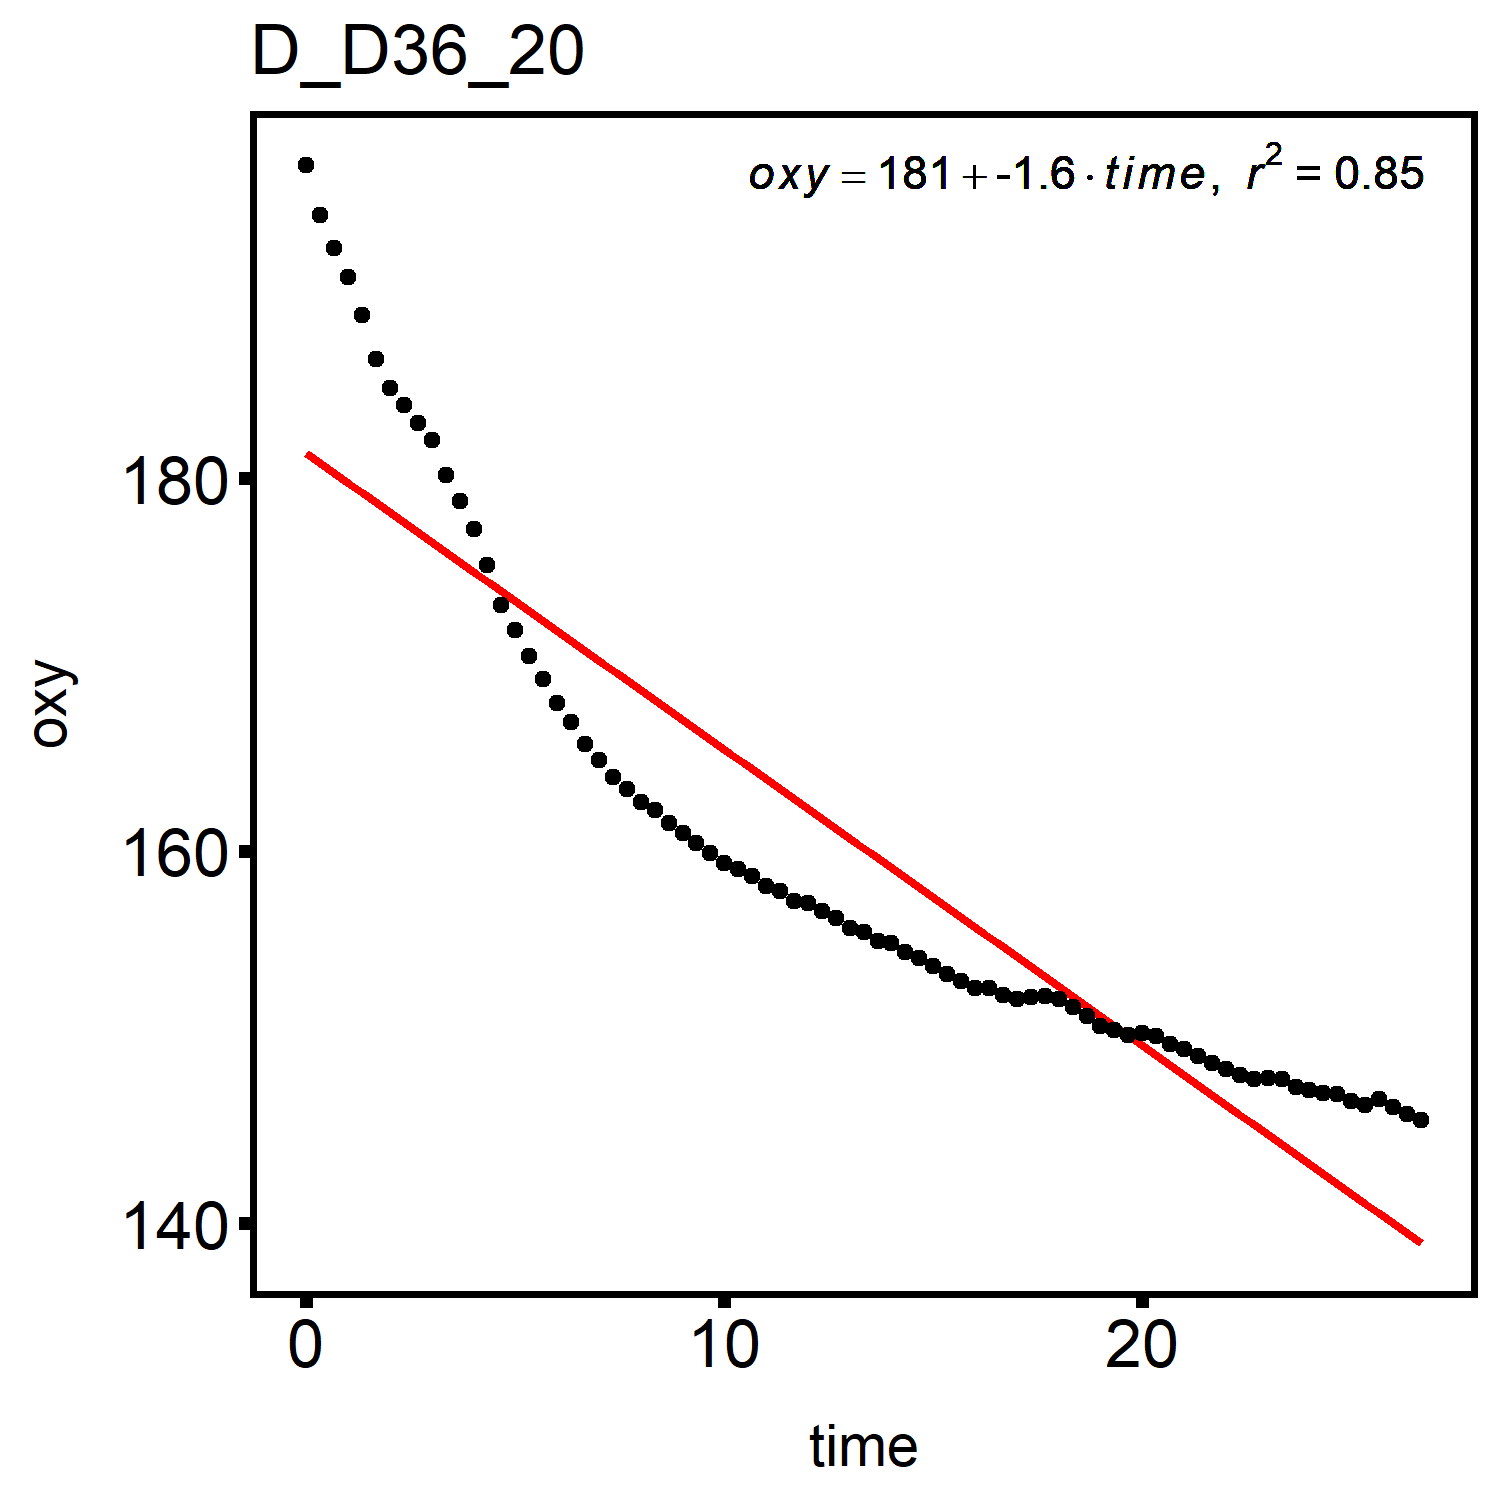 D_D36_20
oxy = 181 + -1.6 · time, r² = 0.85
180
160
140
oxy
0 10 20
time